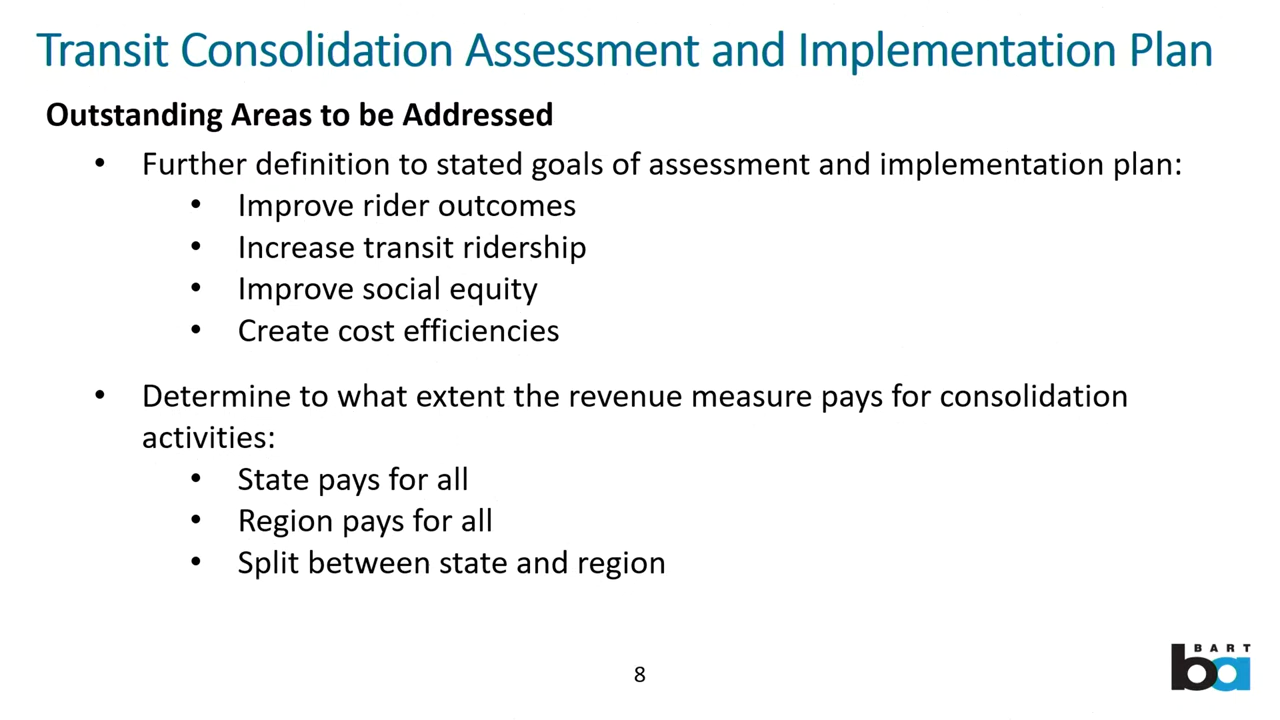 Transit Consolidation Assessment and Implementation Plan
Outstanding Areas to be Addressed
• Further definition to stated goals of assessment and implementation plan:
• Improve rider outcomes
• Increase transit ridership
• Improve social equity
• Create cost efficiencies
• Determine to what extent the revenue measure pays for consolidation
activities:
• State pays for all
• Region pays for all
• Split between state and region
8
BART
ba